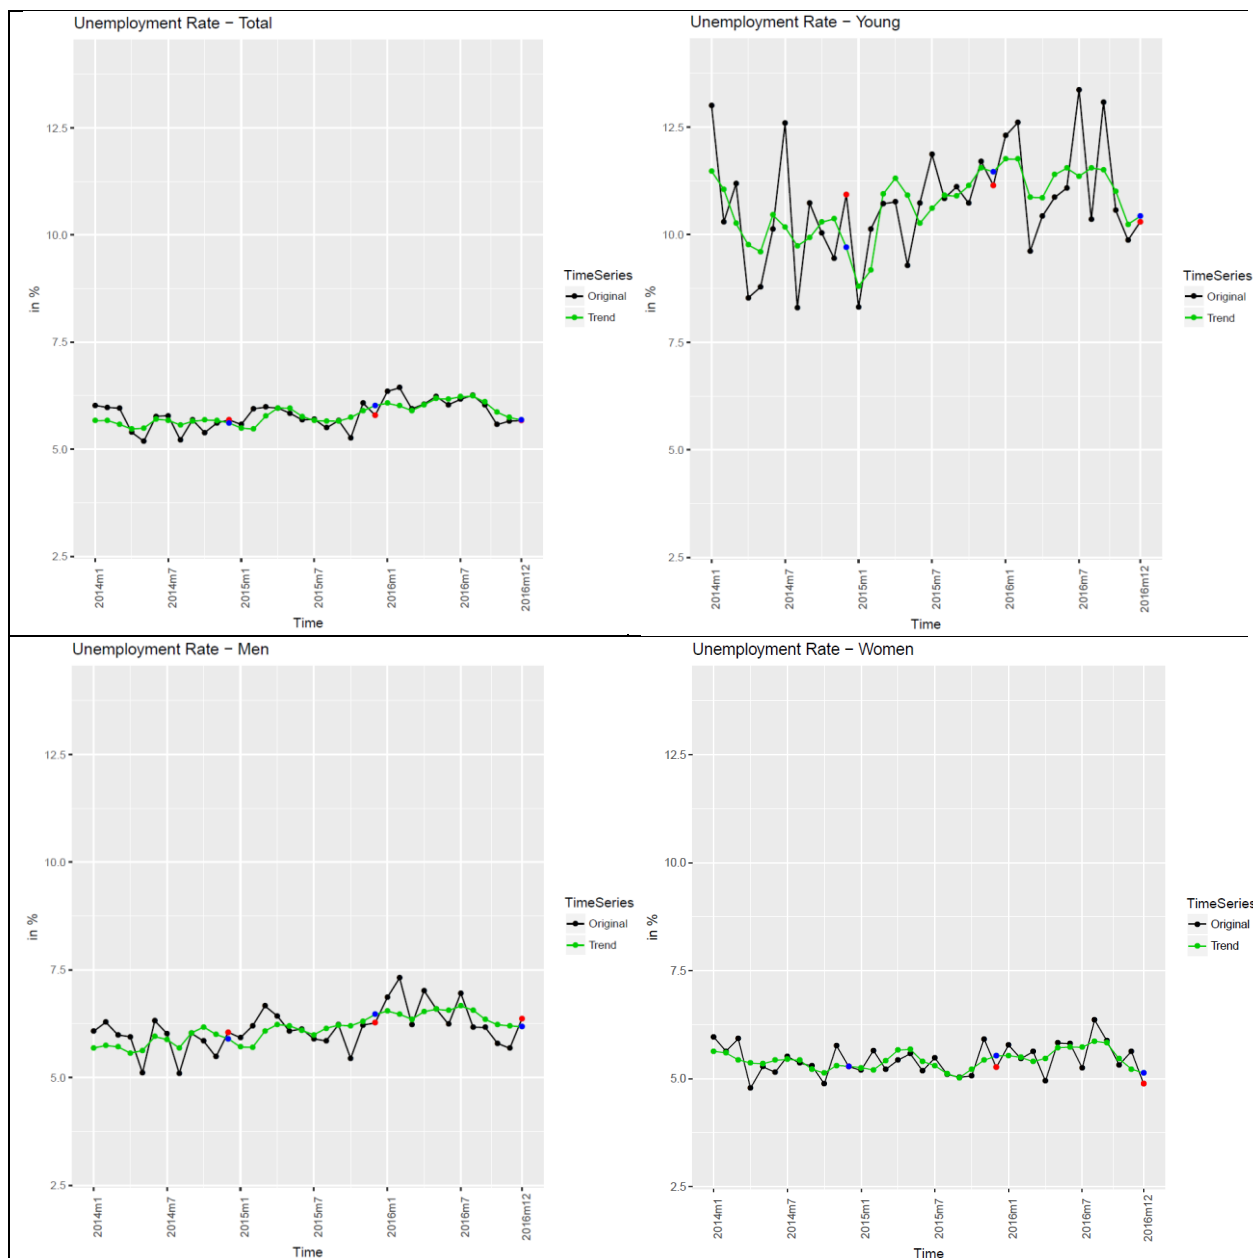 Unemployment Rate − Total
12.5
10.0
7.5
5.0
2.5
in %
2014m1
2014m7
2015m1
2015m7
2016m1
2016m7
2016m12
Time
TimeSeries
Original
Trend
Unemployment Rate − Young
12.5
10.0
7.5
5.0
2.5
in %
2014m1
2014m7
2015m1
2015m7
2016m1
2016m7
2016m12
Time
TimeSeries
Original
Trend
Unemployment Rate − Men
12.5
10.0
7.5
5.0
2.5
in %
2014m1
2014m7
2015m1
2015m7
2016m1
2016m7
2016m12
Time
TimeSeries
Original
Trend
Unemployment Rate − Women
12.5
10.0
7.5
5.0
2.5
in %
2014m1
2014m7
2015m1
2015m7
2016m1
2016m7
2016m12
Time
TimeSeries
Original
Trend